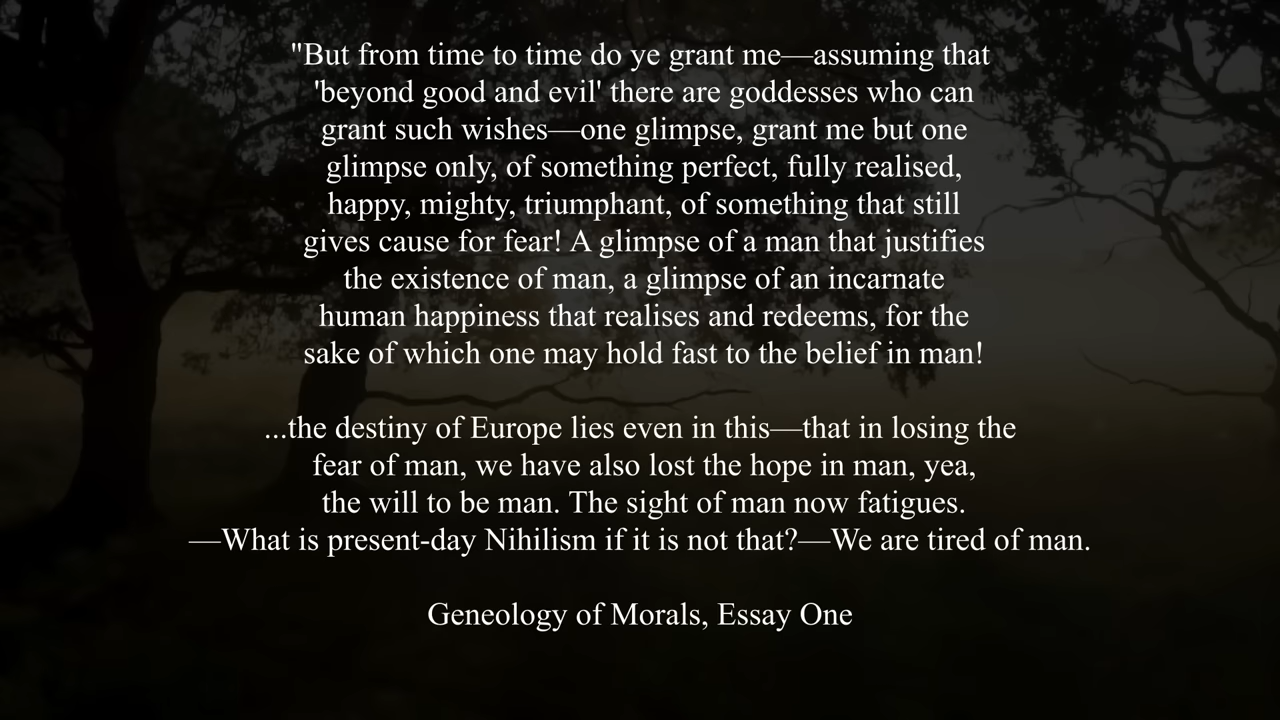 "But from time to time do ye grant me—assuming that
'beyond good and evil' there are goddesses who can
grant such wishes—one glimpse, grant me but one
glimpse only, of something perfect, fully realised,
happy, mighty, triumphant, of something that still
gives cause for fear! A glimpse of a man that justifies
the existence of man, a glimpse of an incarnate
human happiness that realises and redeems, for the
sake of which one may hold fast to the belief in man!
...the destiny of Europe lies even in this—that in losing the
fear of man, we have also lost the hope in man, yea,
the will to be man. The sight of man now fatigues.
—What is present-day Nihilism if it is not that?—We are tired of man.
Geneology of Morals, Essay One